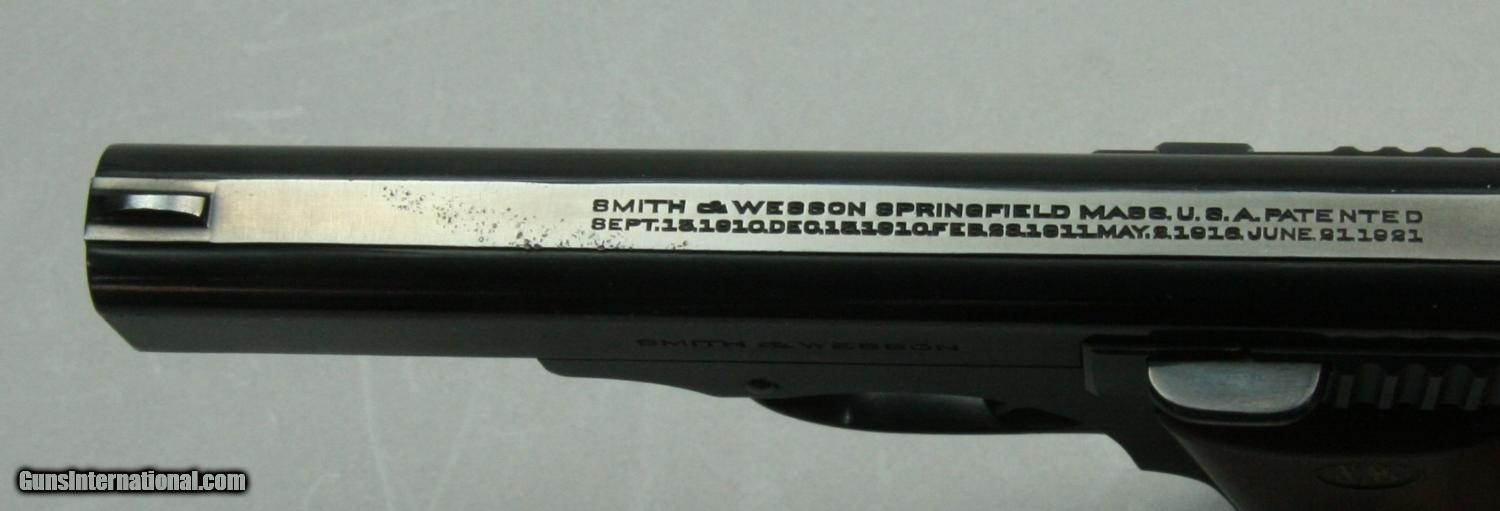 SMITH & WESSON SPRINGFIELD MASS. U.S.A. PATENTED
SEPT.13.1910.DEC.13.1910.FEB.28.1911.MAY.2.1916.JUNE.21.1921
SMITH & WESSON
GunsInternational.com